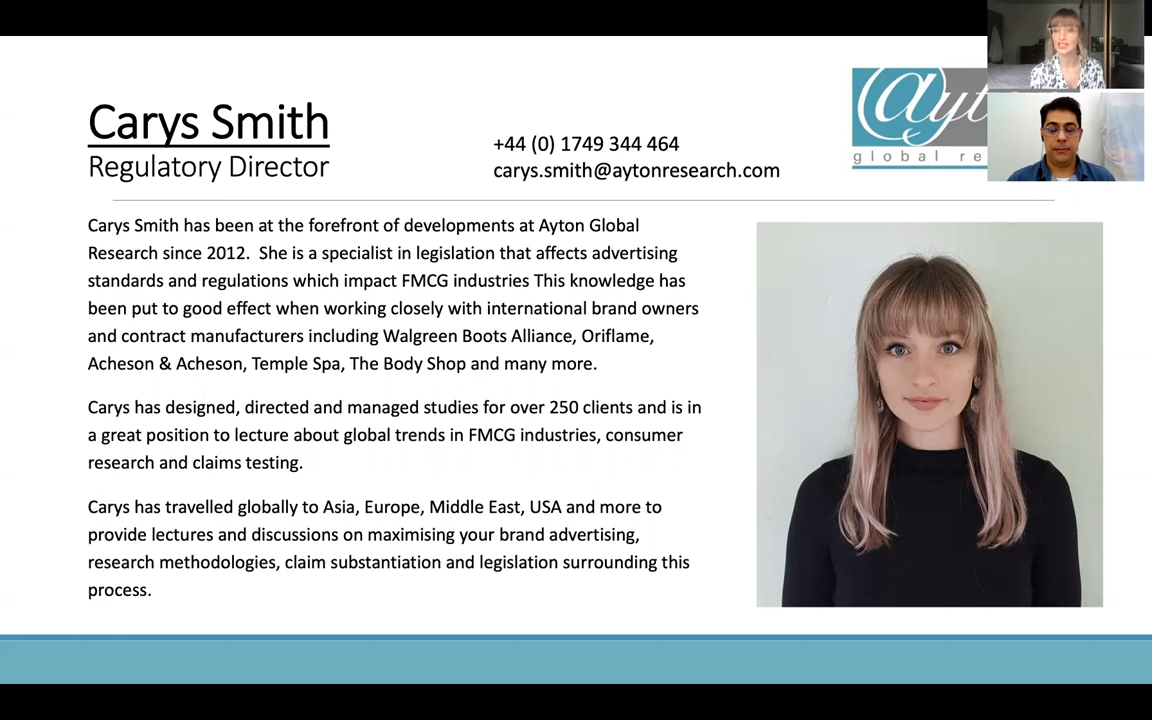 Carys Smith
Regulatory Director
+44 (0) 1749 344 464
carys.smith@aytonresearch.com
global
Carys Smith has been at the forefront of developments at Ayton Global
Research since 2012.  She is a specialist in legislation that affects advertising
standards and regulations which impact FMCG industries This knowledge has
been put to good effect when working closely with international brand owners
and contract manufacturers including Walgreen Boots Alliance, Oriflame,
Acheson & Acheson, Temple Spa, The Body Shop and many more.
Carys has designed, directed and managed studies for over 250 clients and is in
a great position to lecture about global trends in FMCG industries, consumer
research and claims testing.
Carys has travelled globally to Asia, Europe, Middle East, USA and more to
provide lectures and discussions on maximising your brand advertising,
research methodologies, claim substantiation and legislation surrounding this
process.